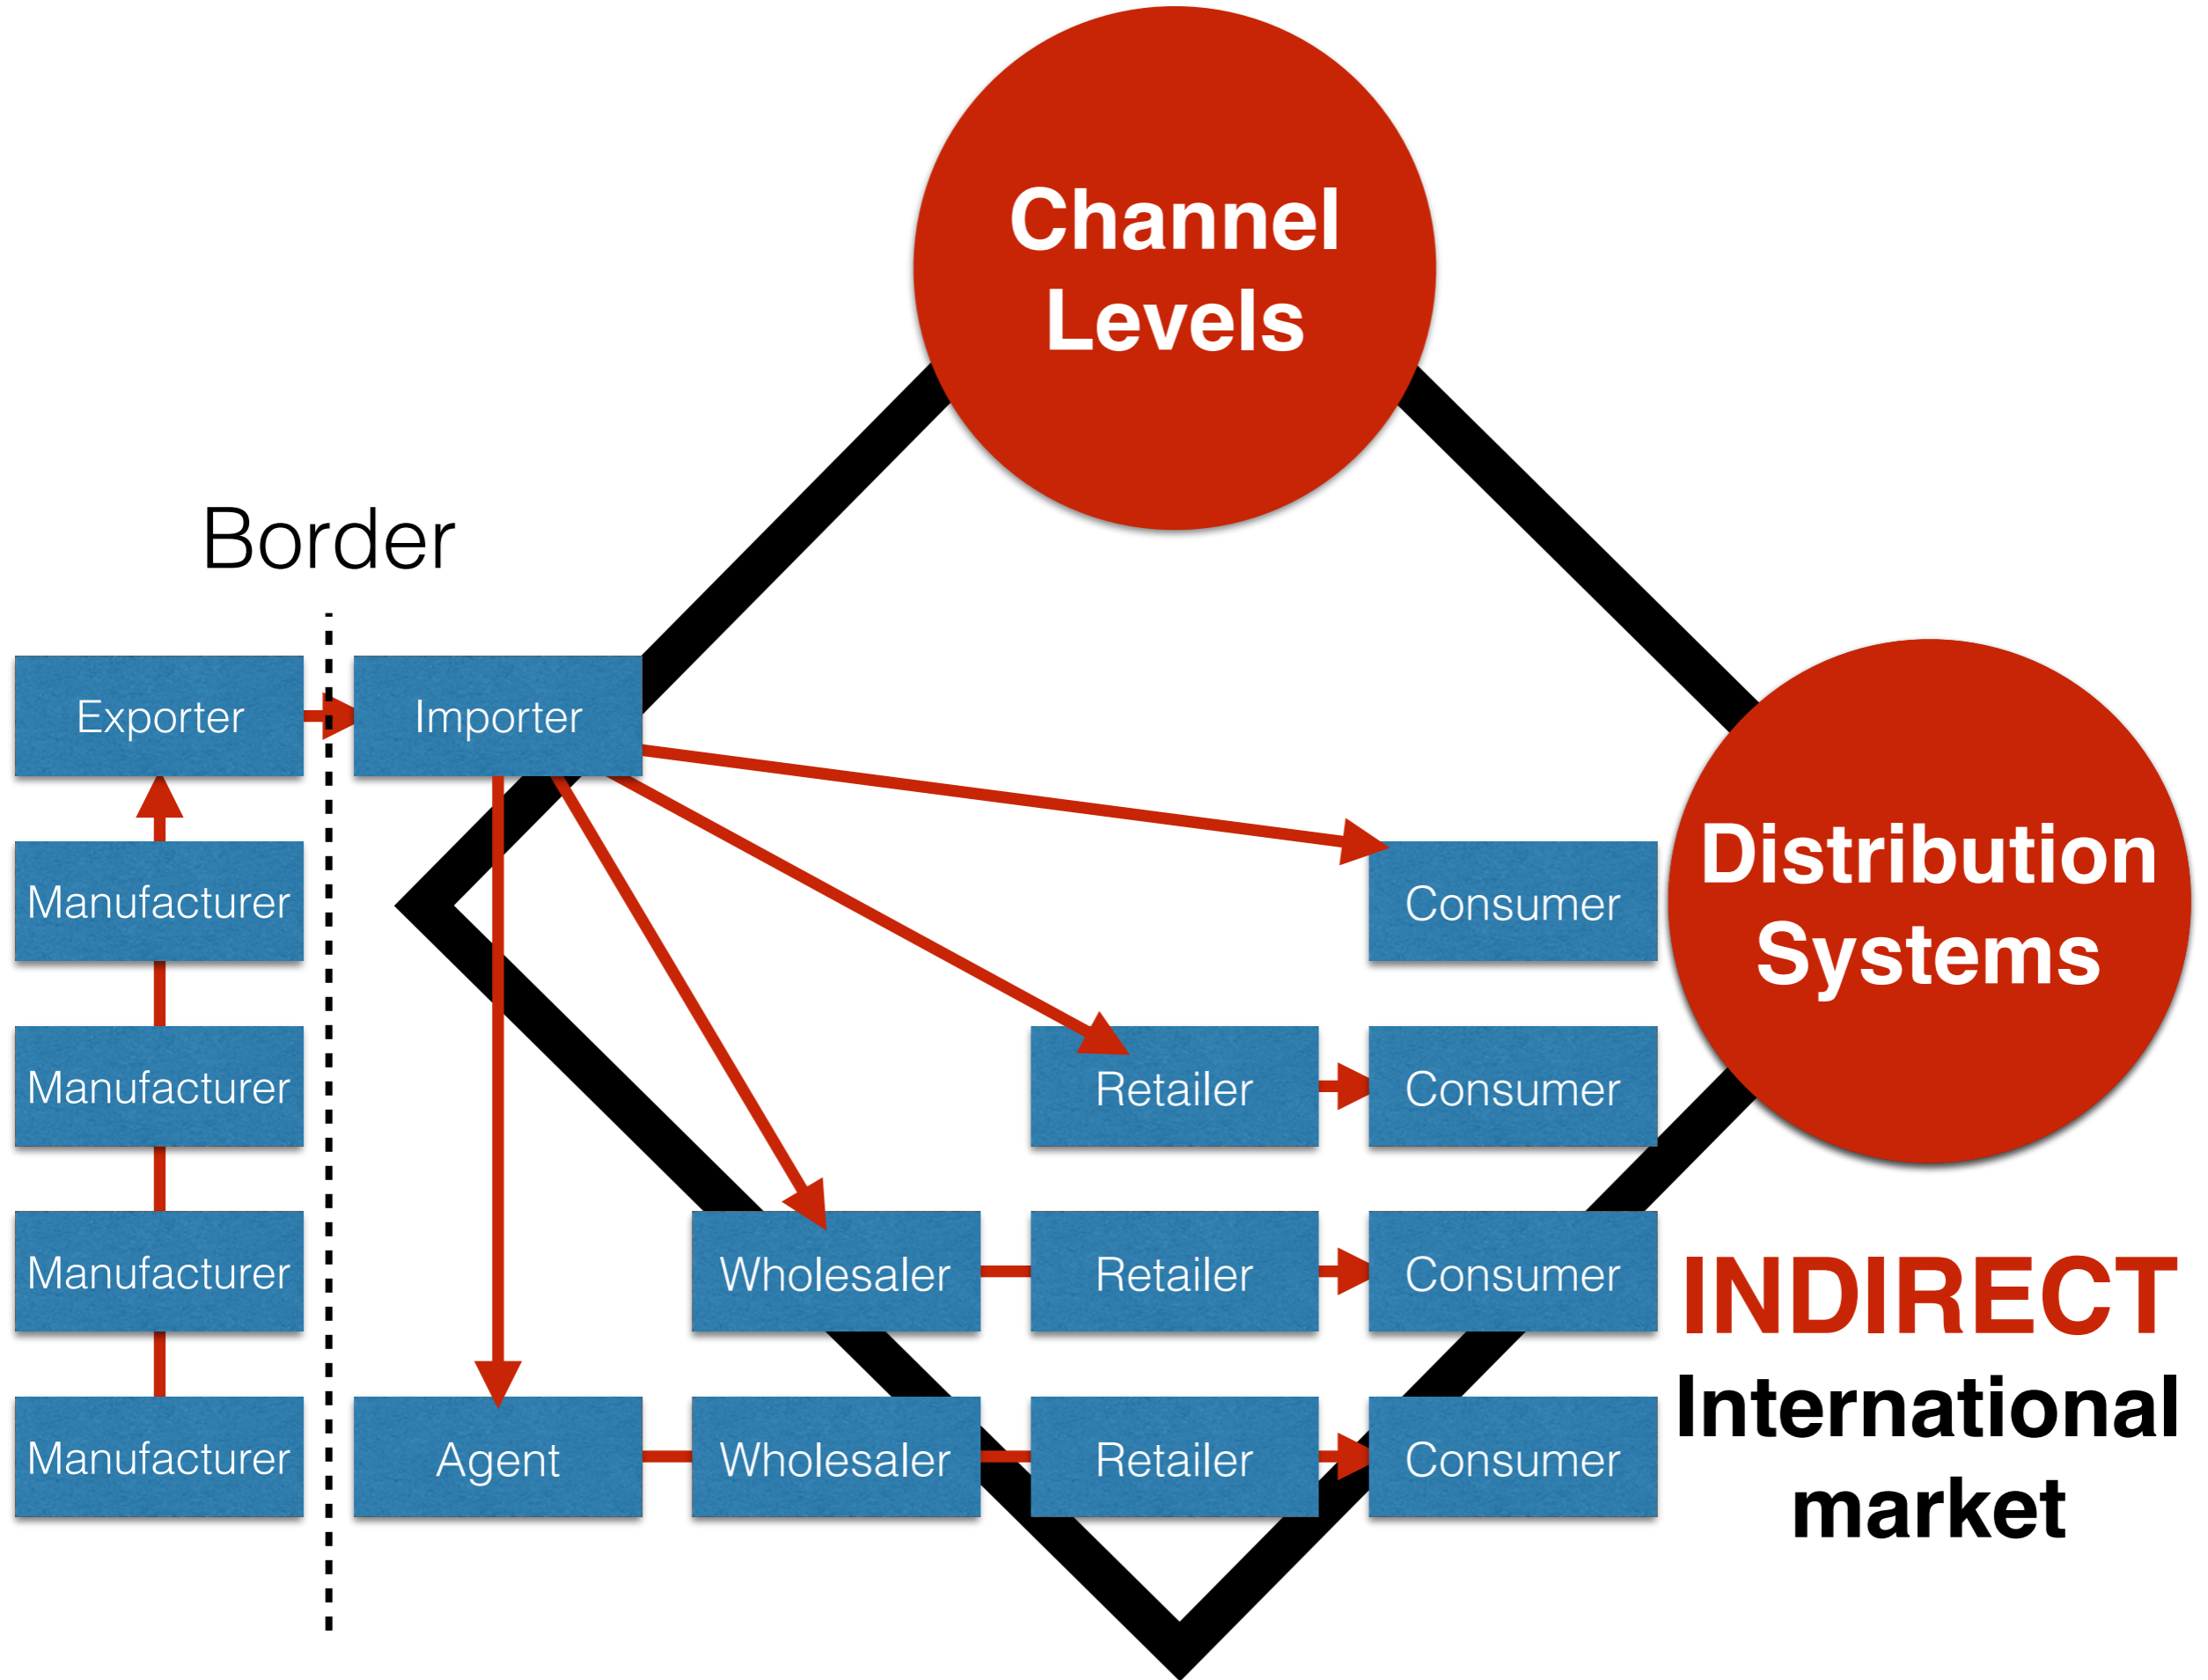 Channel
Levels
Border
Exporter
Importer
Manufacturer
Consumer
Distribution
Systems
Manufacturer
Retailer
Consumer
Manufacturer
Wholesaler
Retailer
Consumer
INDIRECT
International
market
Manufacturer
Agent
Wholesaler
Retailer
Consumer